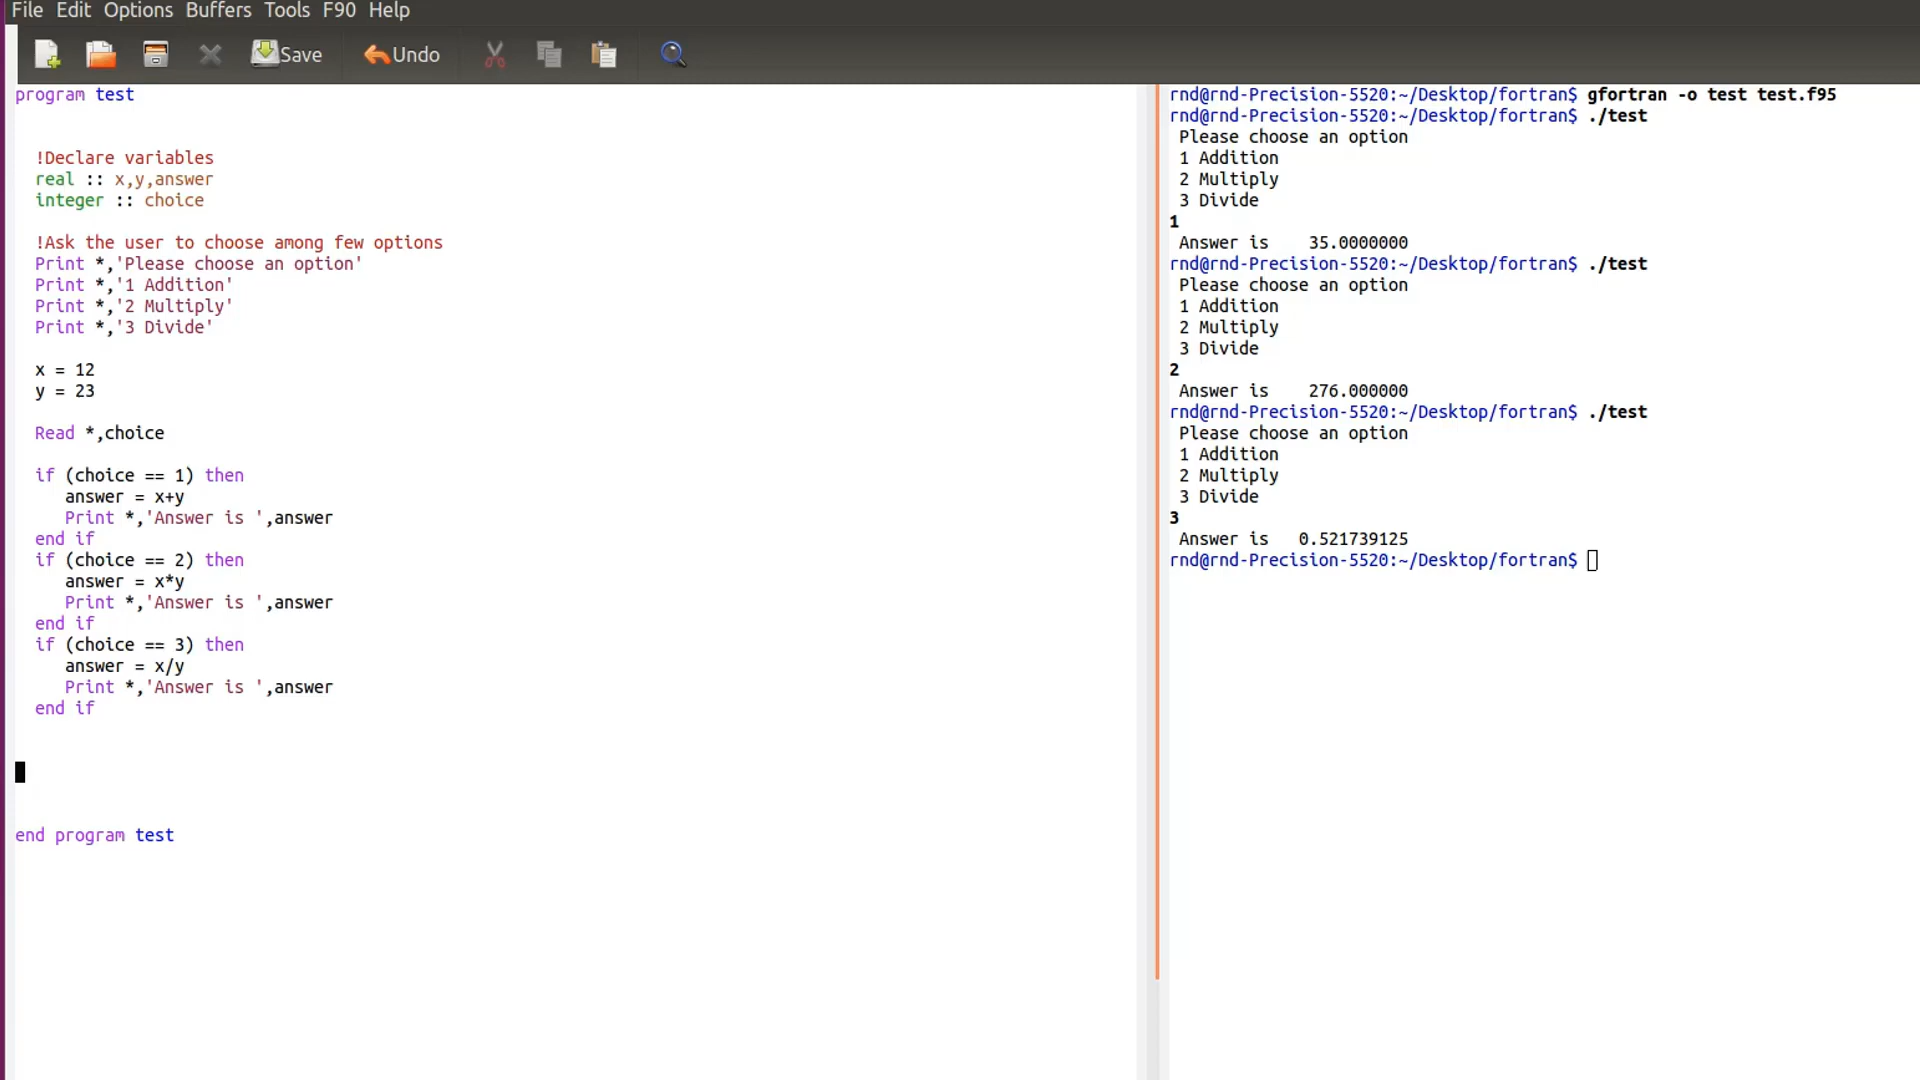 File Edit Options Buffers Tools F90 Help
Save Undo
program test
!Declare variables
real :: x,y,answer
integer :: choice
!Ask the user to choose among few options
Print *,'Please choose an option'
Print *,'1 Addition'
Print *,'2 Multiply'
Print *,'3 Divide'
x = 12
y = 23
Read *,choice
if (choice == 1) then
answer = x+y
Print *,'Answer is ',answer
end if
if (choice == 2) then
answer = x*y
Print *,'Answer is ',answer
end if
if (choice == 3) then
answer = x/y
Print *,'Answer is ',answer
end if
end program test
rnd@rnd-Precision-5520:~/Desktop/fortran$ gfortran -o test test.f95
rnd@rnd-Precision-5520:~/Desktop/fortran$ ./test
Please choose an option
1 Addition
2 Multiply
3 Divide
1
Answer is    35.0000000
rnd@rnd-Precision-5520:~/Desktop/fortran$ ./test
Please choose an option
1 Addition
2 Multiply
3 Divide
2
Answer is    276.000000
rnd@rnd-Precision-5520:~/Desktop/fortran$ ./test
Please choose an option
1 Addition
2 Multiply
3 Divide
3
Answer is   0.521739125
rnd@rnd-Precision-5520:~/Desktop/fortran$